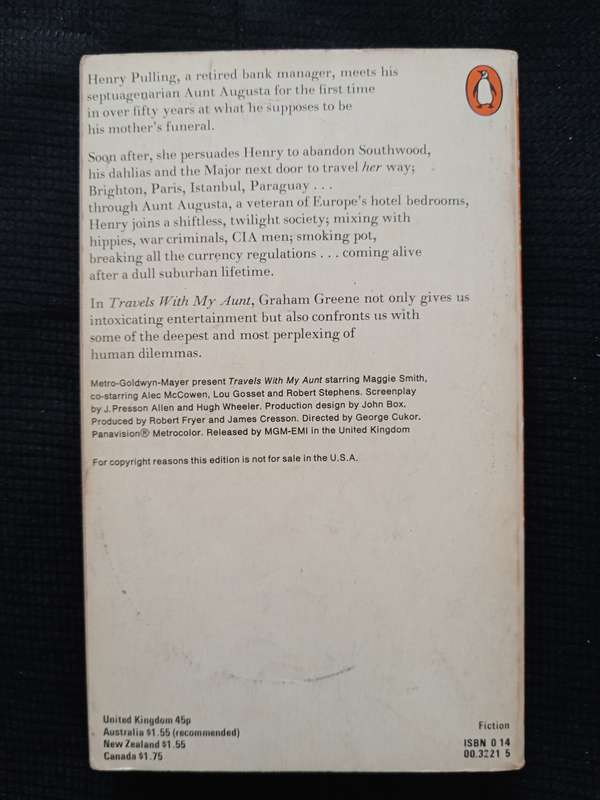 Henry Pulling, a retired bank manager, meets his
septuagenarian Aunt Augusta for the first time
in over fifty years at what he supposes to be
his mother's funeral.
Soon after, she persuades Henry to abandon Southwood,
his dahlias and the Major next door to travel her way;
Brighton, Paris, Istanbul, Paraguay . . .
through Aunt Augusta, a veteran of Europe's hotel bedrooms,
Henry joins a shiftless, twilight society; mixing with
hippies, war criminals, CIA men; smoking pot,
breaking all the currency regulations . . . coming alive
after a dull suburban lifetime.
In Travels With My Aunt, Graham Greene not only gives us
intoxicating entertainment but also confronts us with
some of the deepest and most perplexing of
human dilemmas.
Metro-Goldwyn-Mayer present Travels With My Aunt starring Maggie Smith,
co-starring Alec McCowen, Lou Gosset and Robert Stephens. Screenplay
by J. Presson Allen and Hugh Wheeler. Production design by John Box.
Produced by Robert Fryer and James Cresson. Directed by George Cukor.
Panavision® Metrocolor. Released by MGM-EMI in the United Kingdom
For copyright reasons this edition is not for sale in the U.S.A.
United Kingdom 45p
Australia $1.55 (recommended)
New Zealand $1.55
Canada $1.75
Fiction
ISBN 0 14
00.3221 5